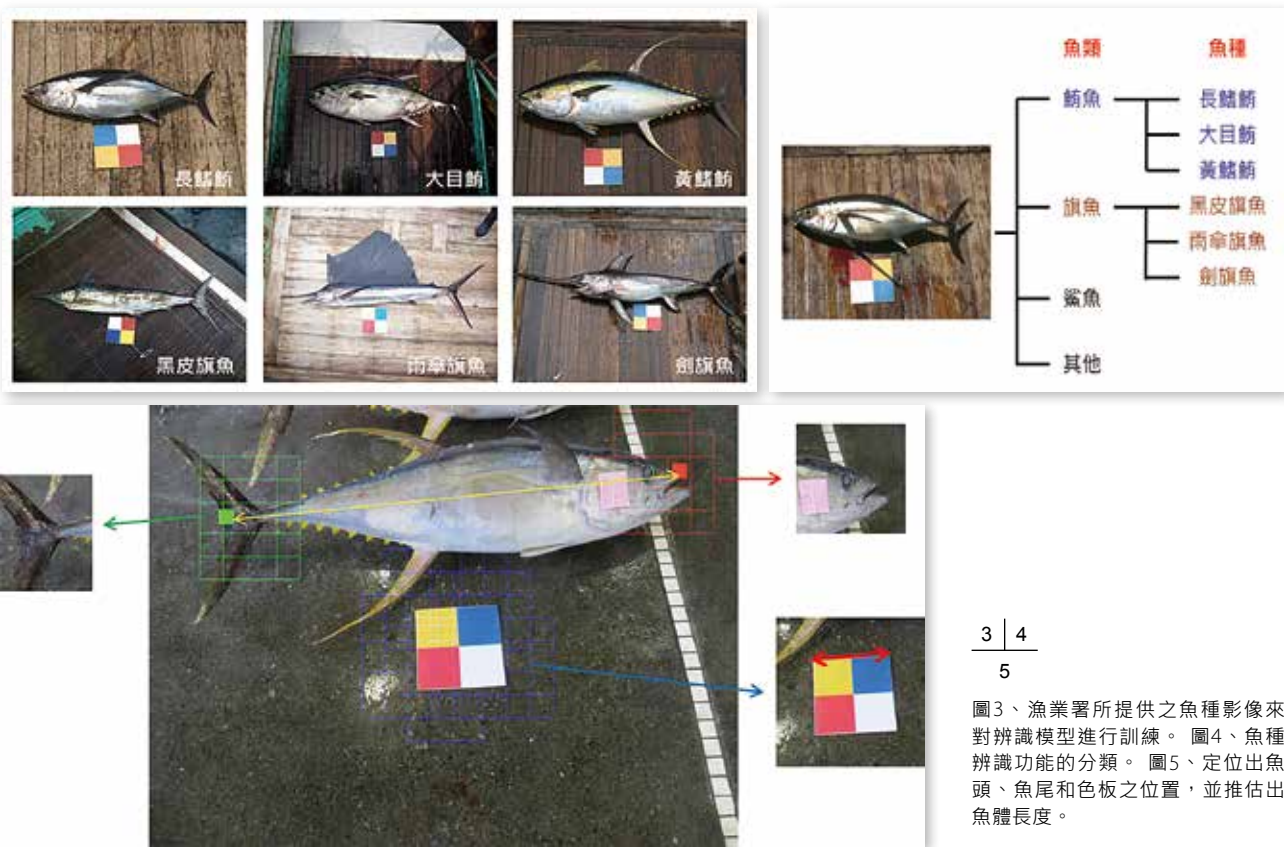 長鰭鮪
大目鮪
黃鰭鮪
黑皮旗魚
雨傘旗魚
劍旗魚
魚類
魚種
鮪魚
長鰭鮪
大目鮪
黃鰭鮪
旗魚
黑皮旗魚
雨傘旗魚
劍旗魚
鯊魚
其他
3 4
5
圖3、漁業署所提供之魚種影像來
對辨識模型進行訓練。 圖4、魚種
辨識功能的分類。 圖5、定位出魚
頭、魚尾和色板之位置，並推估出
魚體長度。